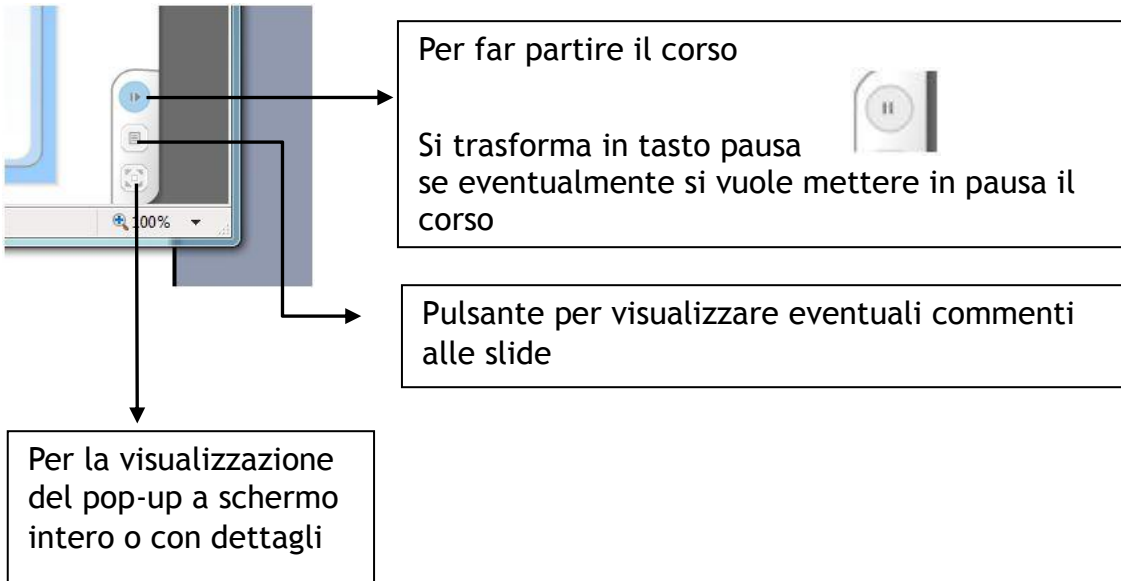 Per far partire il corso
Si trasforma in tasto pausa
se eventualmente si vuole mettere in pausa il
corso
100%
Pulsante per visualizzare eventuali commenti
alle slide
Per la visualizzazione
del pop-up a schermo
intero o con dettagli